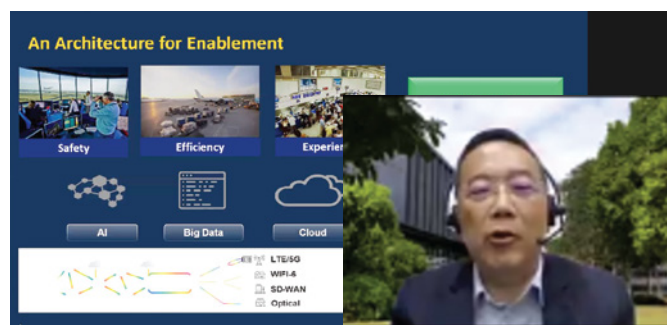 An Architecture for Enablement
Safety
Efficiency
AI
Big Data
Cloud
LTE/5G
WIFI-6
SD-WAN
Optical